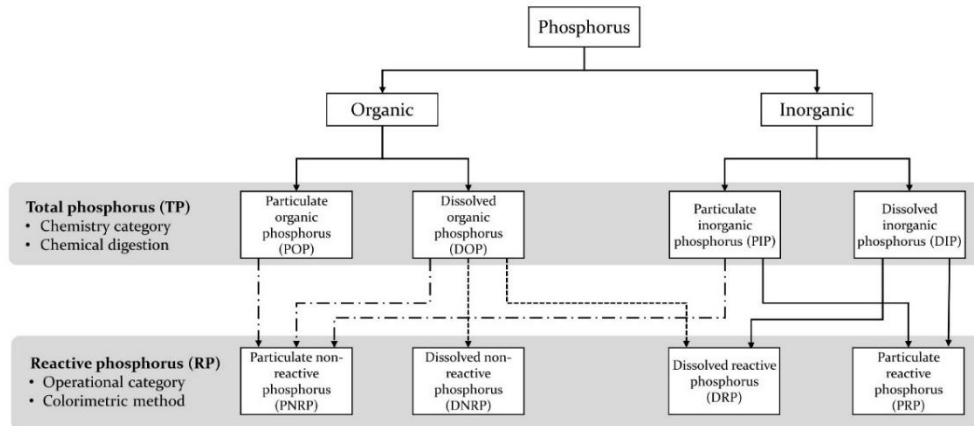 Phosphorus
Organic
Inorganic
Total phosphorus (TP)
• Chemistry category
• Chemical digestion
Particulate
organic
phosphorus
(POP)
Dissolved
organic
phosphorus
(DOP)
Particulate
inorganic
phosphorus (PIP)
Dissolved
inorganic
phosphorus (DIP)
Reactive phosphorus (RP)
• Operational category
• Colorimetric method
Particulate non-
reactive
phosphorus
(PNRP)
Dissolved non-
reactive
phosphorus
(DNRP)
Dissolved reactive
phosphorus
(DRP)
Particulate
reactive
phosphorus
(PRP)